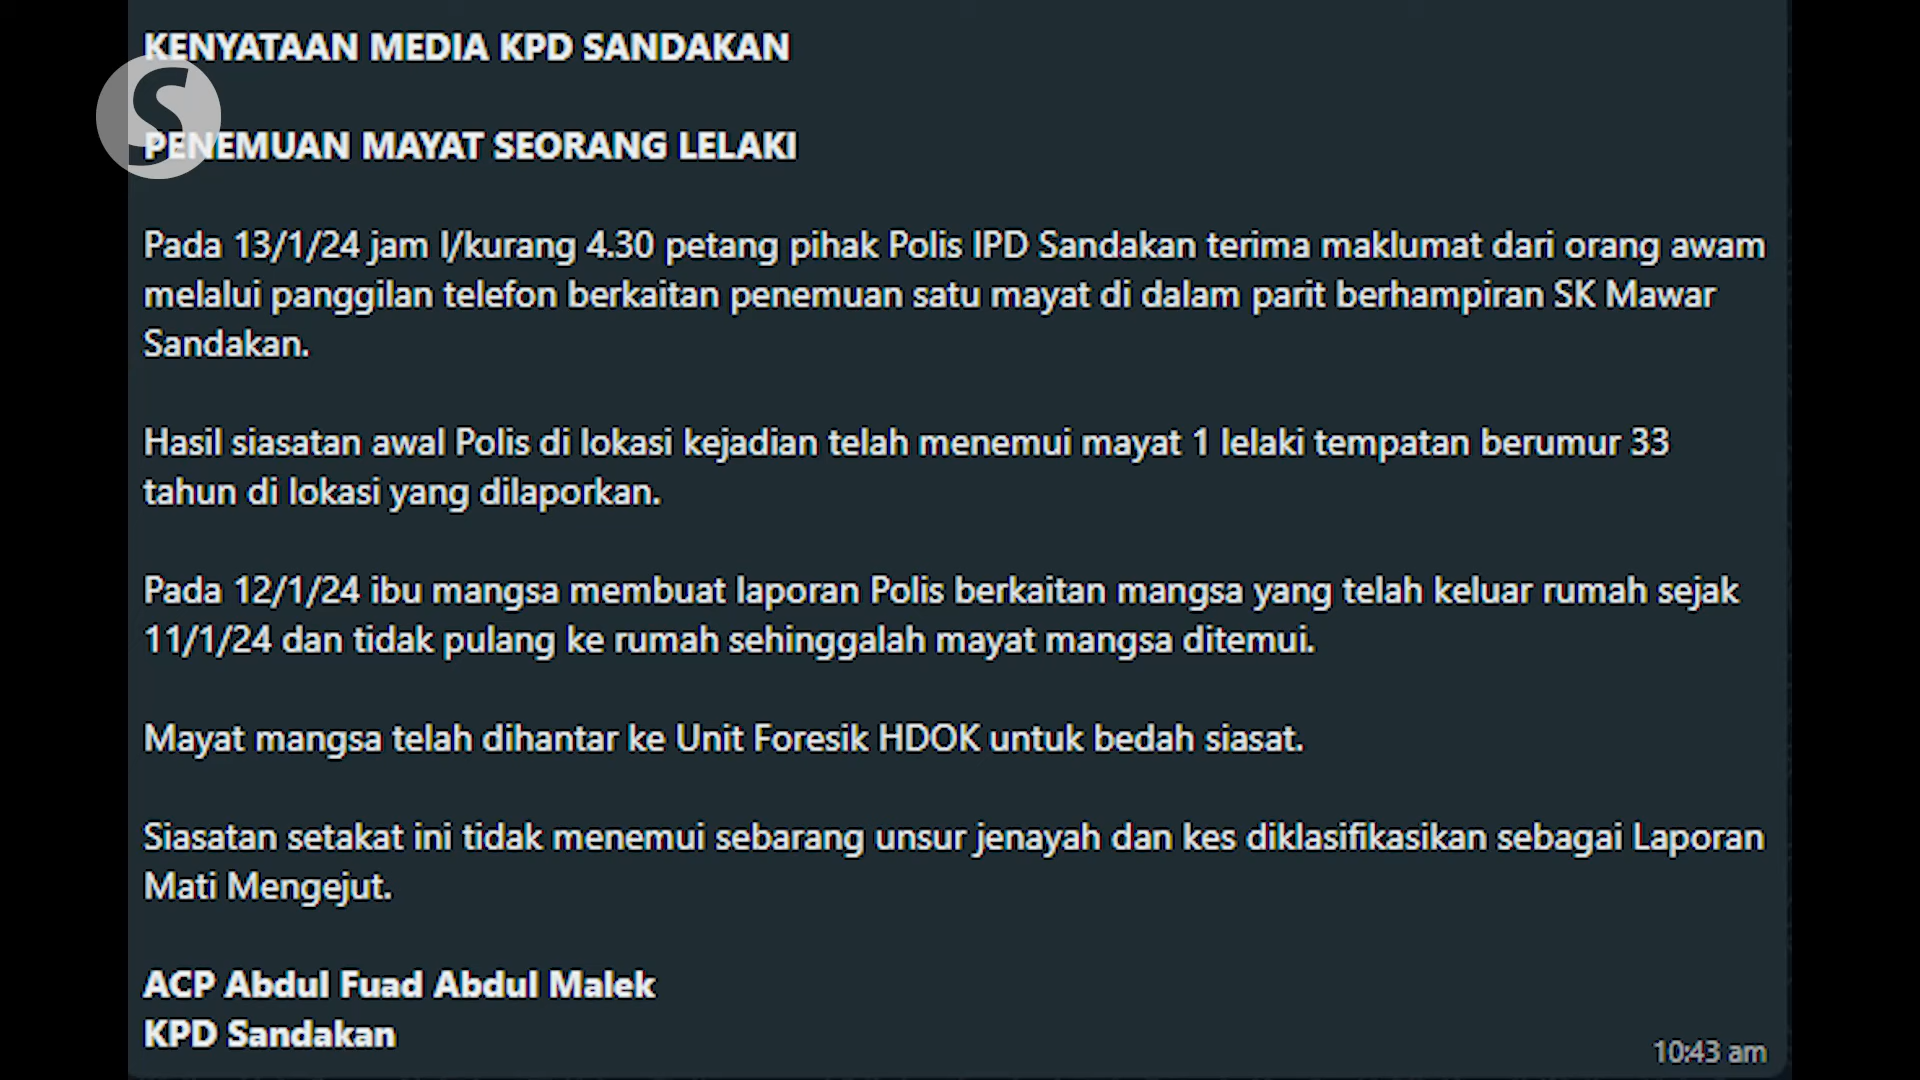 KENYATAAN MEDIA KPD SANDAKAN
S
PENEMUAN MAYAT SEORANG LELAKI
Pada 13/1/24 jam l/kurang 4.30 petang pihak Polis IPD Sandakan terima maklumat dari orang awam
melalui panggilan telefon berkaitan penemuan satu mayat di dalam parit berhampiran SK Mawar
Sandakan.
Hasil siasatan awal Polis di lokasi kejadian telah menemui mayat 1 lelaki tempatan berumur 33
tahun di lokasi yang dilaporkan.
Pada 12/1/24 ibu mangsa membuat laporan Polis berkaitan mangsa yang telah keluar rumah sejak
11/1/24 dan tidak pulang ke rumah sehinggalah mayat mangsa ditemui.
Mayat mangsa telah dihantar ke Unit Foresik HDOK untuk bedah siasat.
Siasatan setakat ini tidak menemui sebarang unsur jenayah dan kes diklasifikasikan sebagai Laporan
Mati Mengejut.
ACP Abdul Fuad Abdul Malek
KPD Sandakan
10:43 am